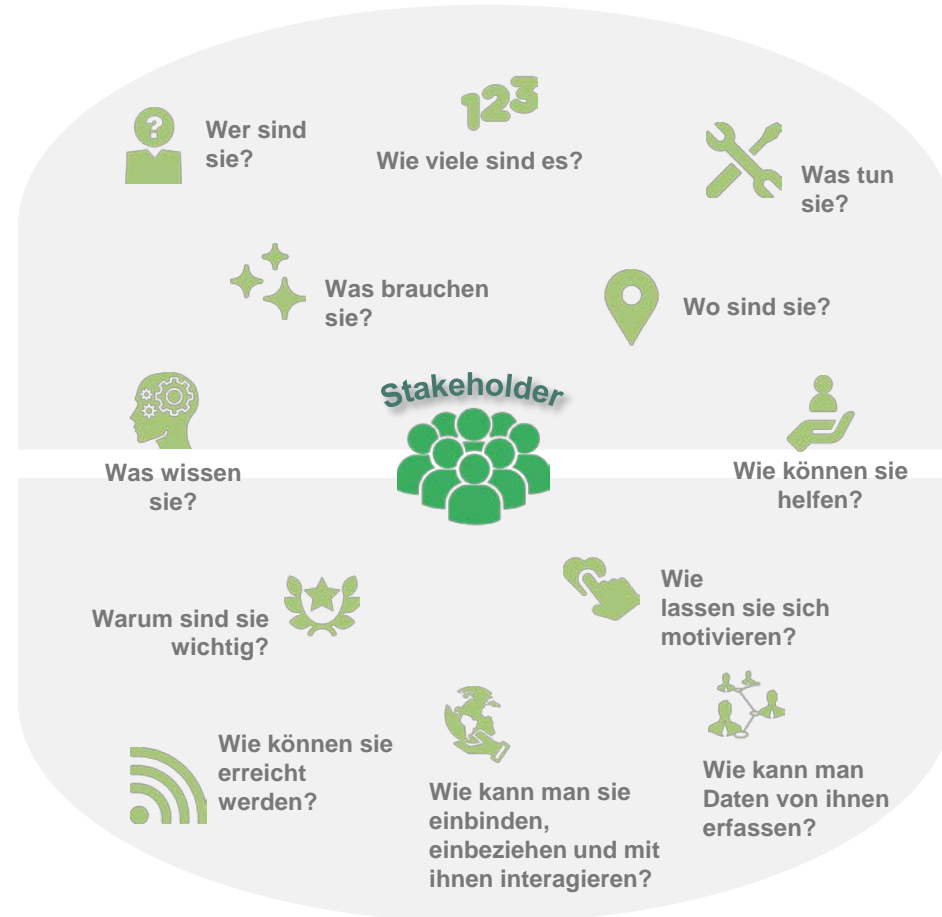 ?
123
Wer sind
sie?
Wie viele sind es?
Was tun
sie?
Was brauchen
sie?
Wo sind sie?
Stakeholder
Was wissen
sie?
Wie können sie
helfen?
Warum sind sie
wichtig?
Wie
lassen sie sich
motivieren?
Wie können sie
erreicht
werden?
Wie kann man sie
einbinden,
einbeziehen und mit
ihnen interagieren?
Wie kann man
Daten von ihnen
erfassen?